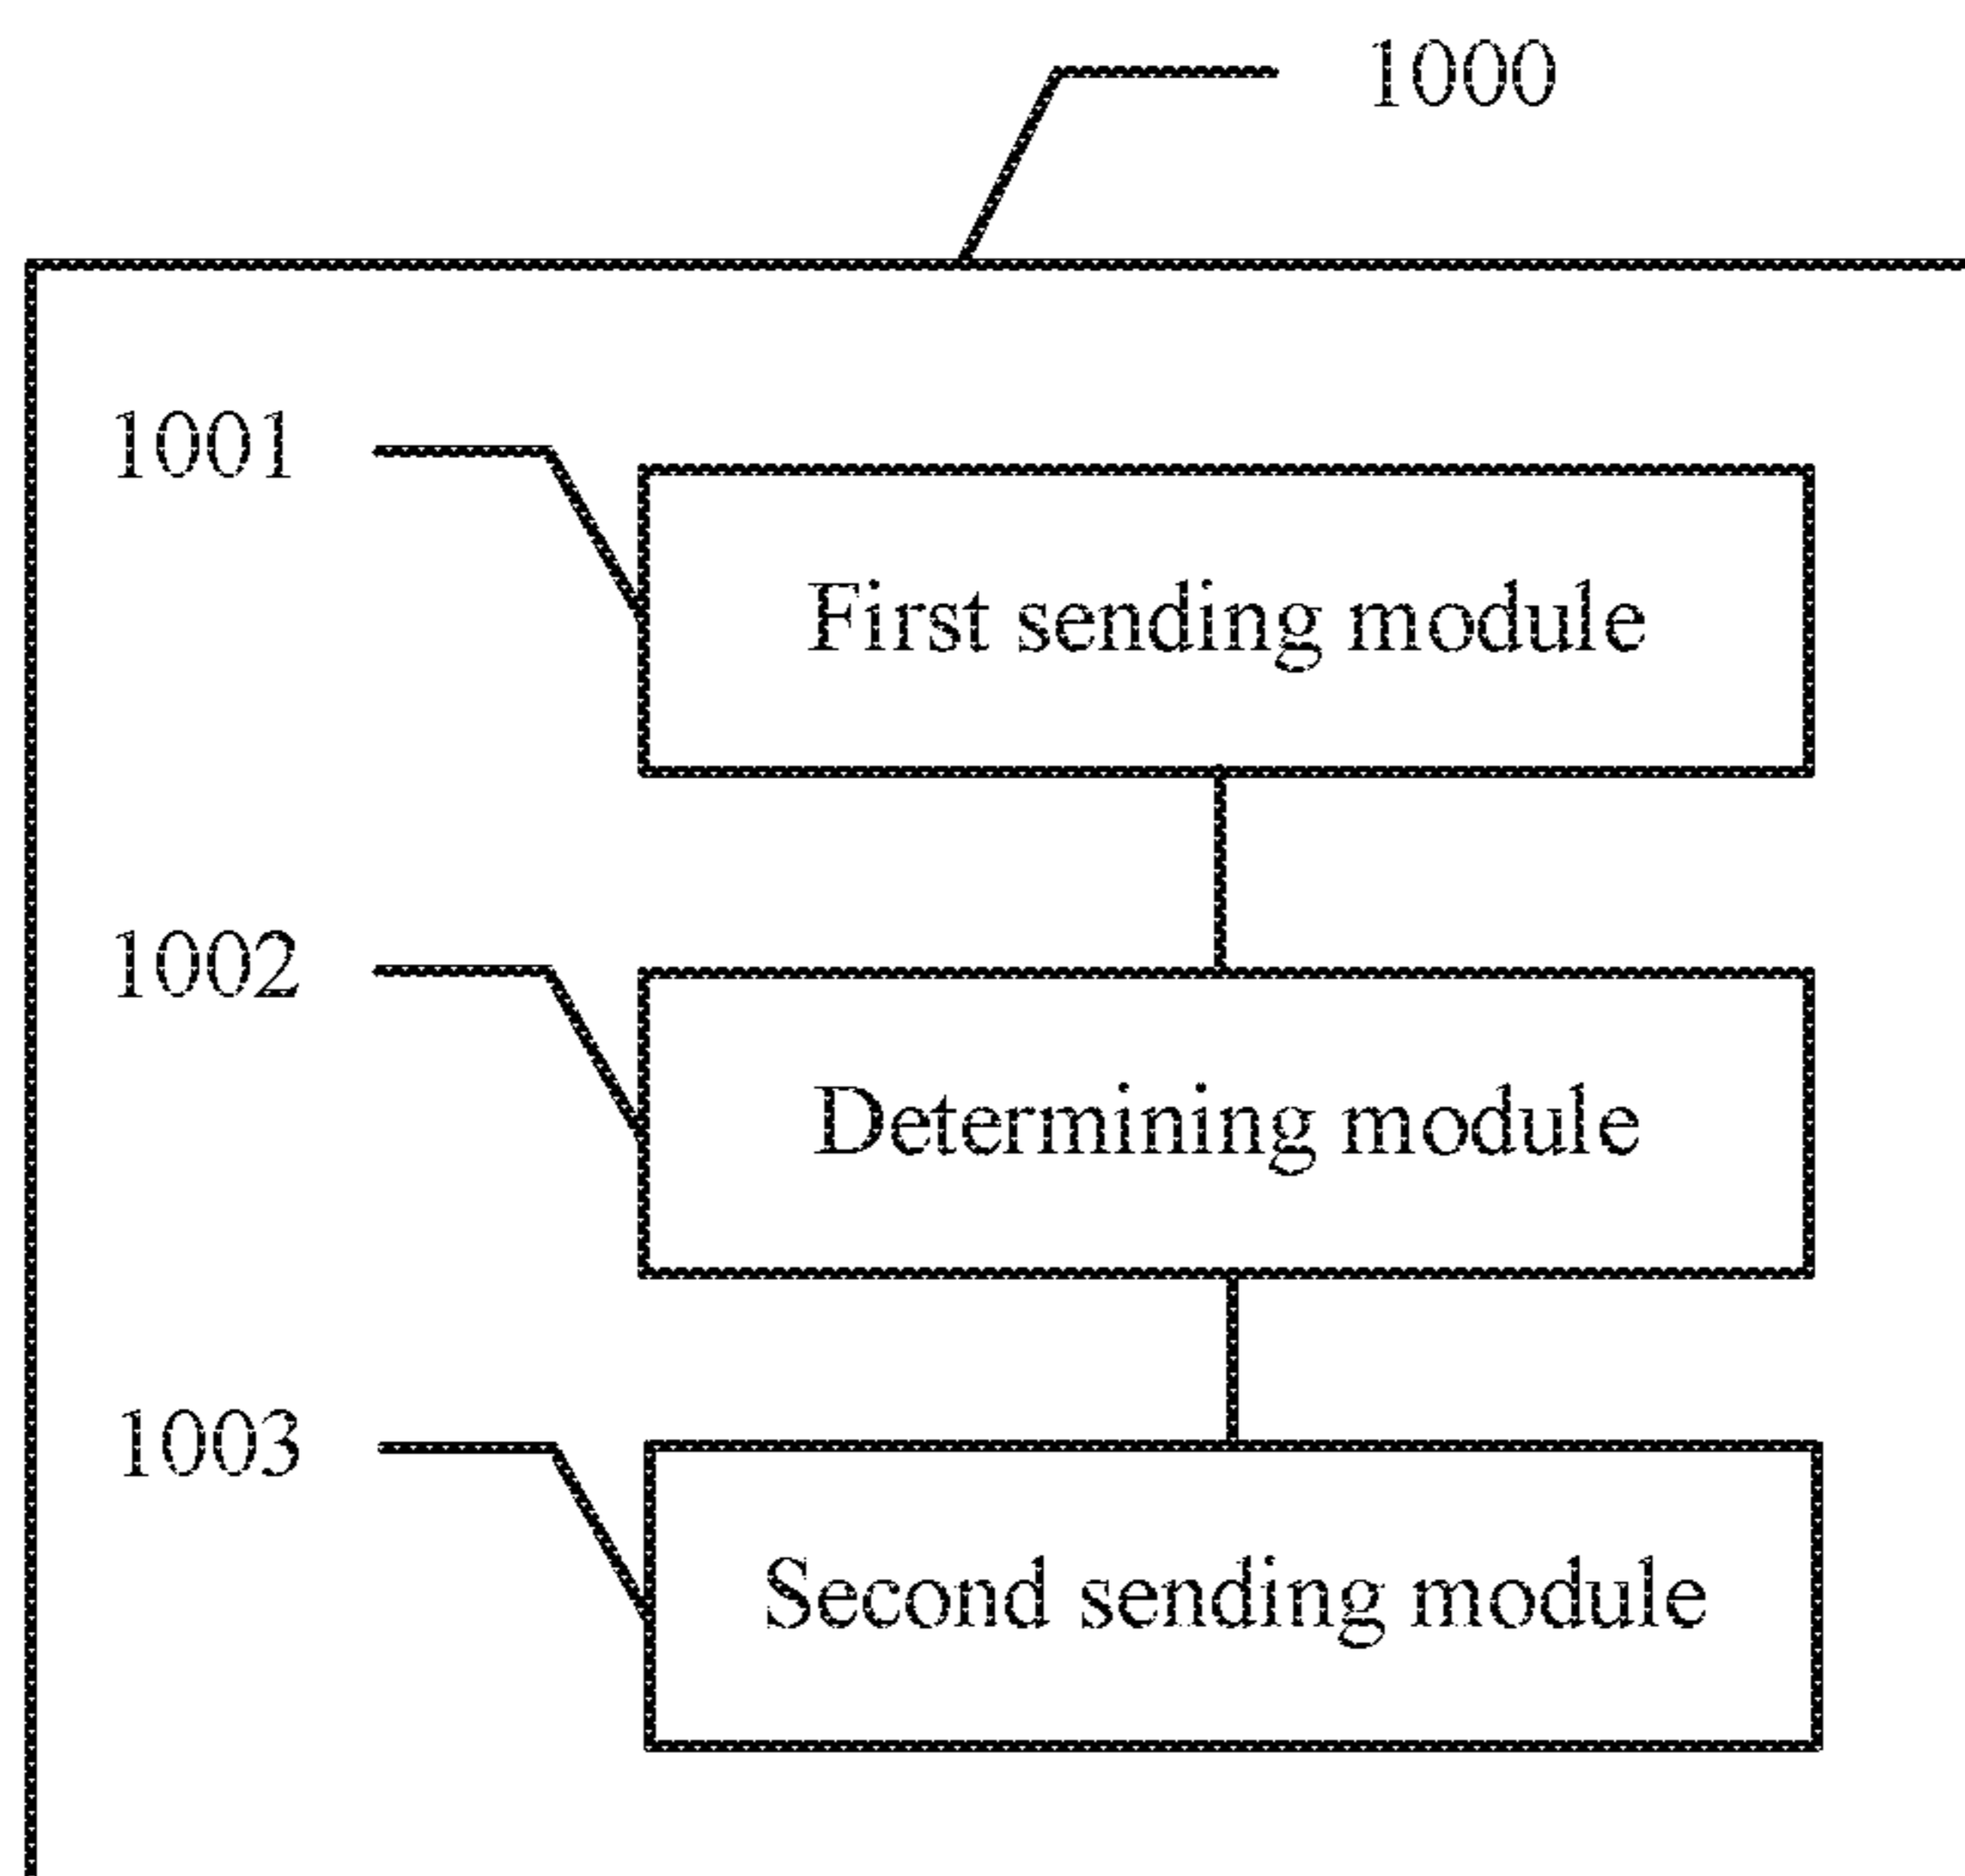 1000
1001
First sending module
1002
Determining module
1003
Second sending module